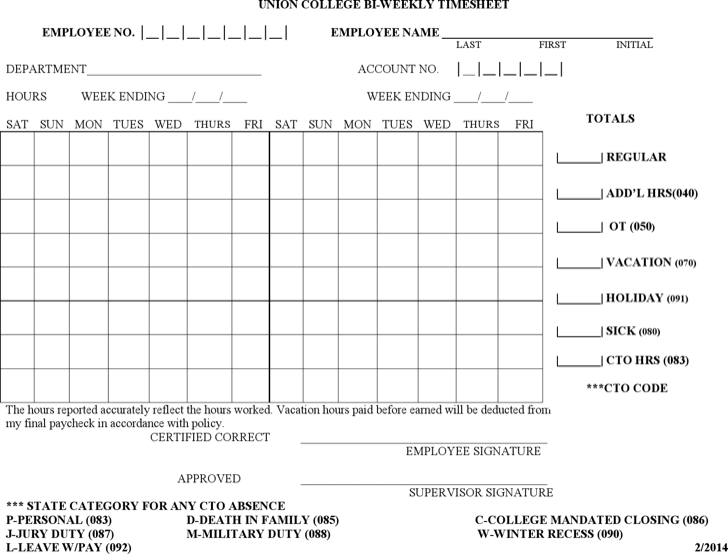 UNION COLLEGE BI-WEEKLY TIMESHEET
EMPLOYEE NO. |__|__|__|__|__|__|__| EMPLOYEE NAME ______________________
LAST FIRST INITIAL
DEPARTMENT____________________________ ACCOUNT NO. |__|__|__|__|__|
HOURS WEEK ENDING ____/____/____ WEEK ENDING ____/____/____
SAT SUN MON TUES WED THURS FRI SAT SUN MON TUES WED THURS FRI
TOTALS
|_______| REGULAR
|_______| ADD'L HRS(040)
|_______| OT (050)
|_______| VACATION (070)
|_______| HOLIDAY (091)
|_______| SICK (080)
|_______| CTO HRS (083)
***CTO CODE
The hours reported accurately reflect the hours worked. Vacation hours paid before earned will be deducted from
my final paycheck in accordance with policy.
CERTIFIED CORRECT ________________________________________
EMPLOYEE SIGNATURE
APPROVED ________________________________________
SUPERVISOR SIGNATURE
*** STATE CATEGORY FOR ANY CTO ABSENCE
P-PERSONAL (083) D-DEATH IN FAMILY (085) C-COLLEGE MANDATED CLOSING (086)
J-JURY DUTY (087) M-MILITARY DUTY (088) W-WINTER RECESS (090)
L-LEAVE W/PAY (092) 2/2014